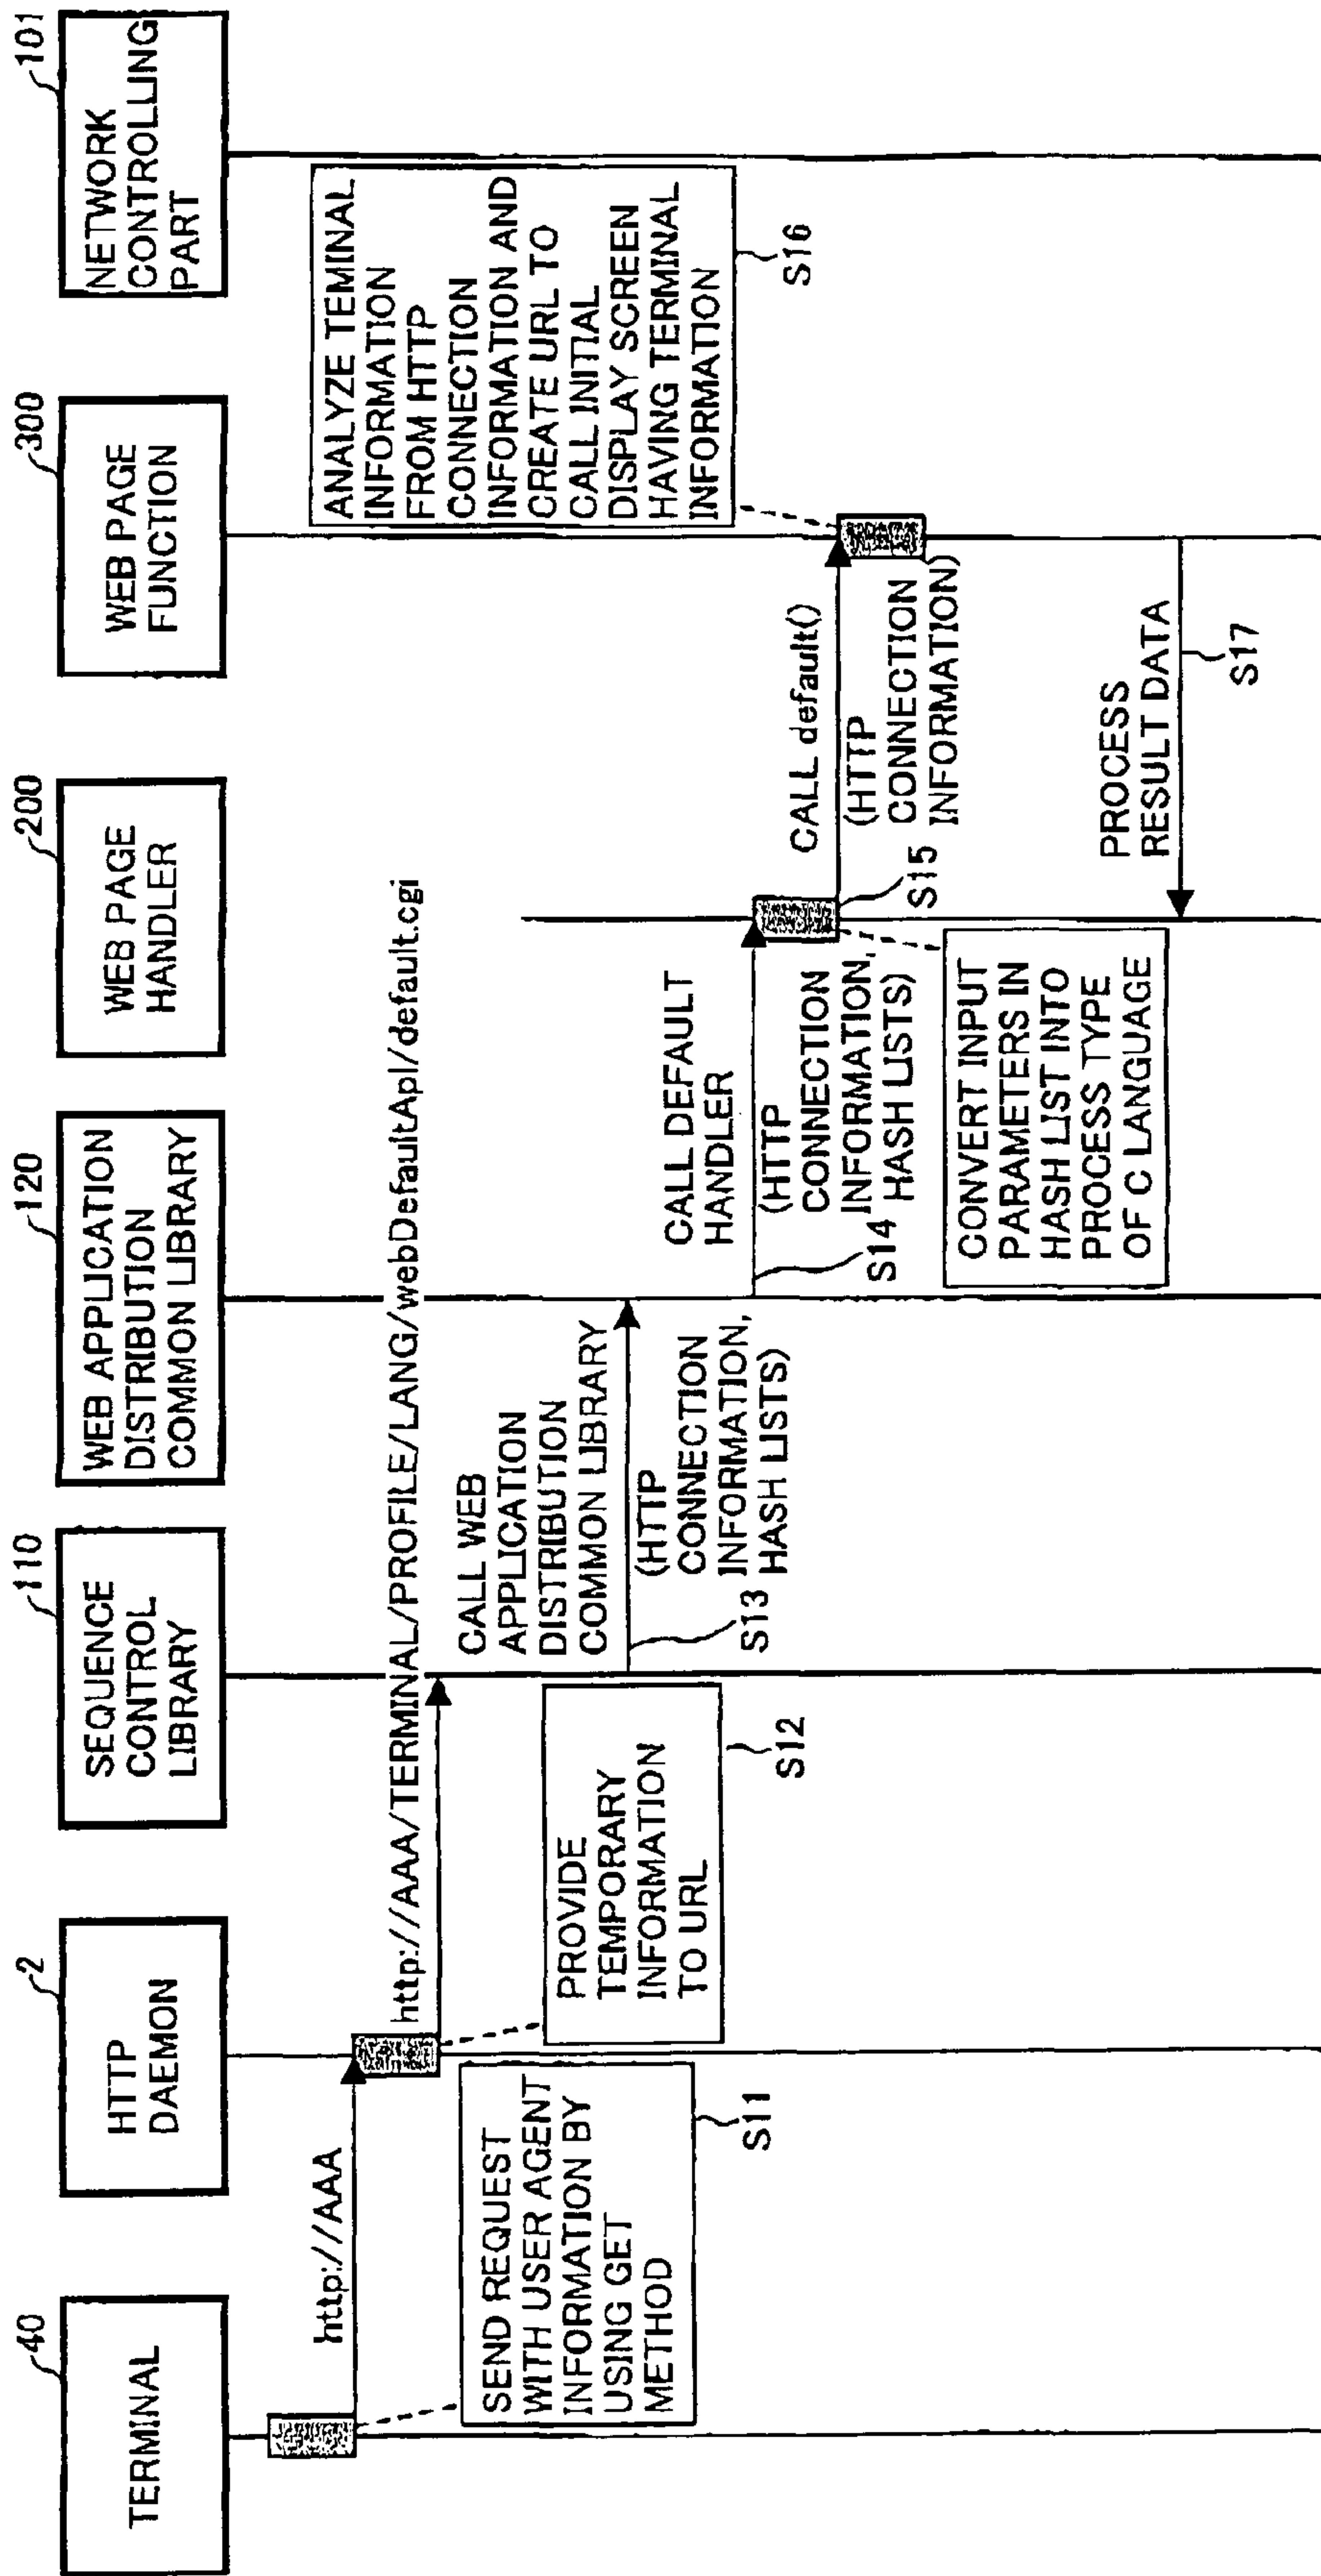 40
TERMINAL
2
HTTP
DAEMON
110
SEQUENCE
CONTROL
LIBRARY
120
WEB APPLICATION
DISTRIBUTION
COMMON LIBRARY
200
WEB PAGE
HANDLER
300
WEB PAGE
FUNCTION
101
NETWORK
CONTROLLING
PART
http://AAA
SEND REQUEST
WITH USER AGENT
INFORMATION BY
USING GET
METHOD
S11
http://AAA/TERMINAL/PROFILE/LANG/webDefaultApl/default.cgi
PROVIDE
TEMPORARY
INFORMATION
TO URL
S12
CALL WEB
APPLICATION
DISTRIBUTION
COMMON LIBRARY
(HTTP
CONNECTION
INFORMATION,
HASH LISTS)
S13
CALL DEFAULT
HANDLER
(HTTP
CONNECTION
INFORMATION,
HASH LISTS)
S14
CONVERT INPUT
PARAMETERS IN
HASH LIST INTO
PROCESS TYPE
OF C LANGUAGE
S15
CALL default()
(HTTP
CONNECTION
INFORMATION)
ANALYZE TEMINAL
INFORMATION
FROM HTTP
CONNECTION
INFORMATION AND
CREATE URL TO
CALL INITIAL
DISPLAY SCREEN
HAVING TERMINAL
INFORMATION
S16
PROCESS
RESULT DATA
S17